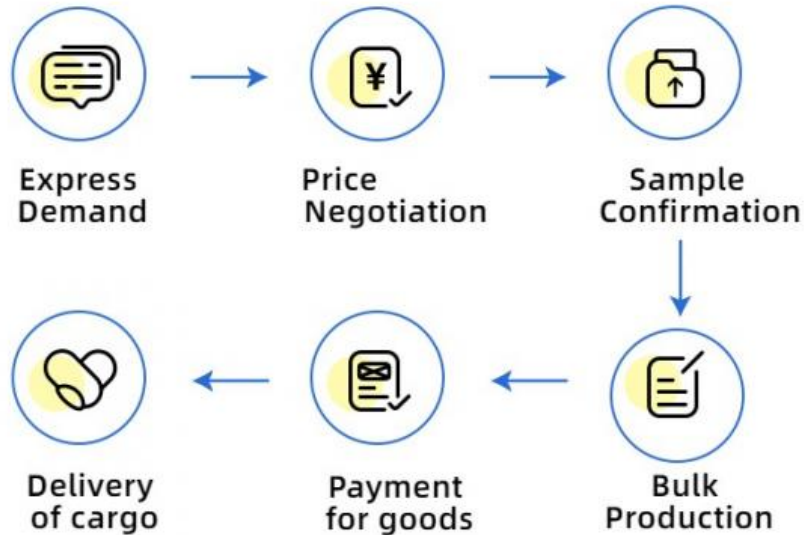 ¥
Express
Demand
Price
Negotiation
Sample
Confirmation
Bulk
Production
Payment
for goods
Delivery
of cargo